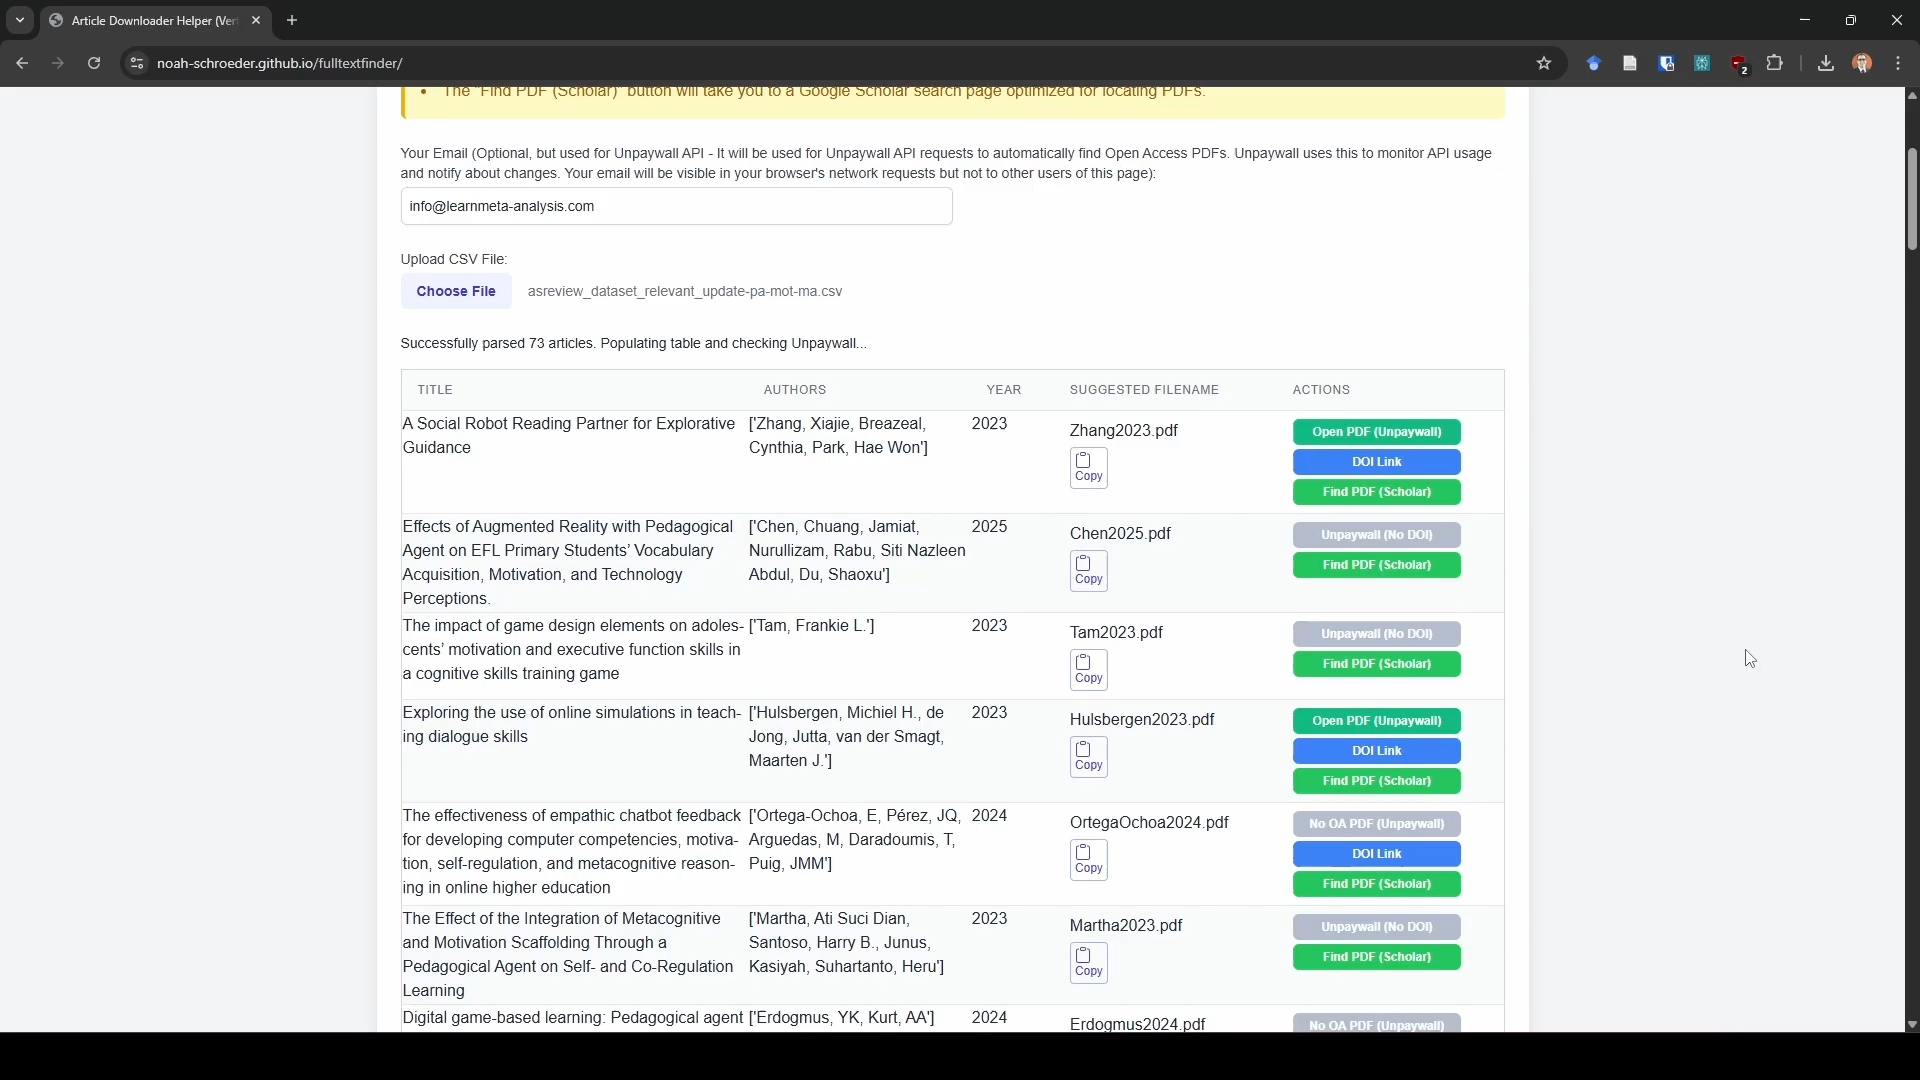 Article Downloader Helper (Ver
noah-schroeder.github.io/fulltextfinder/
2
• The "Find PDF (Scholar)" button will take you to a Google Scholar search page optimized for locating PDFs.
Your Email (Optional, but used for Unpaywall API - It will be used for Unpaywall API requests to automatically find Open Access PDFs. Unpaywall uses this to monitor API usage
and notify about changes. Your email will be visible in your browser's network requests but not to other users of this page):
info@learnmeta-analysis.com
Upload CSV File:
Choose File asreview_dataset_relevant_update-pa-mot-ma.csv
Successfully parsed 73 articles. Populating table and checking Unpaywall...
TITLE AUTHORS YEAR SUGGESTED FILENAME ACTIONS
A Social Robot Reading Partner for Explorative
Guidance
['Zhang, Xiajie, Breazeal,
Cynthia, Park, Hae Won']
2023
Zhang2023.pdf
Copy
Open PDF (Unpaywall)
DOI Link
Find PDF (Scholar)
Effects of Augmented Reality with Pedagogical
Agent on EFL Primary Students’ Vocabulary
Acquisition, Motivation, and Technology
Perceptions.
['Chen, Chuang, Jamiat,
Nurullizam, Rabu, Siti Nazleen
Abdul, Du, Shaoxu']
2025
Chen2025.pdf
Copy
Unpaywall (No DOI)
Find PDF (Scholar)
The impact of game design elements on adoles-
cents’ motivation and executive function skills in
a cognitive skills training game
['Tam, Frankie L.']
2023
Tam2023.pdf
Copy
Unpaywall (No DOI)
Find PDF (Scholar)
Exploring the use of online simulations in teach-
ing dialogue skills
['Hulsbergen, Michiel H., de
Jong, Jutta, van der Smagt,
Maarten J.']
2023
Hulsbergen2023.pdf
Copy
Open PDF (Unpaywall)
DOI Link
Find PDF (Scholar)
The effectiveness of empathic chatbot feedback
for developing computer competencies, motiva-
tion, self-regulation, and metacognitive reason-
ing in online higher education
['Ortega-Ochoa, E, Pérez, JQ,
Arguedas, M, Daradoumis, T,
Puig, JMM']
2024
OrtegaOchoa2024.pdf
Copy
No OA PDF (Unpaywall)
DOI Link
Find PDF (Scholar)
The Effect of the Integration of Metacognitive
and Motivation Scaffolding Through a
Pedagogical Agent on Self- and Co-Regulation
Learning
['Martha, Ati Suci Dian,
Santoso, Harry B., Junus,
Kasiyah, Suhartanto, Heru']
2023
Martha2023.pdf
Copy
Unpaywall (No DOI)
Find PDF (Scholar)
Digital game-based learning: Pedagogical agent
['Erdogmus, YK, Kurt, AA']
2024
Erdogmus2024.pdf
No OA PDF (Unpaywall)